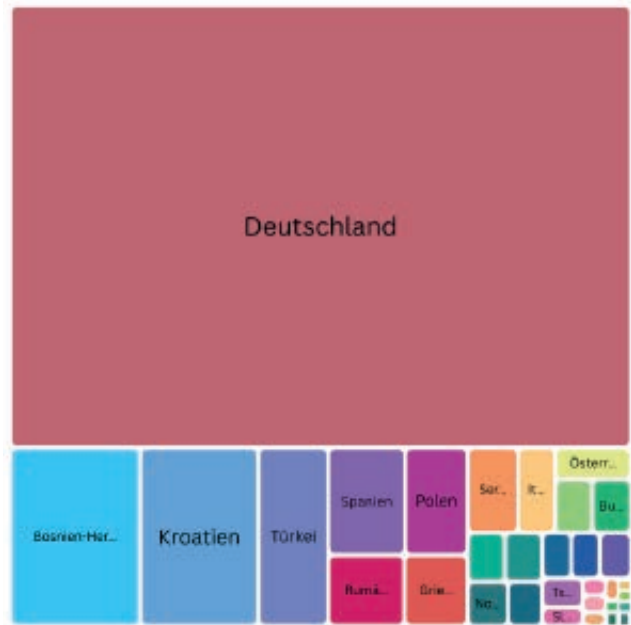 Deutschland
Bosnien-Her...
Kroatien
Türkei
Spanien
Polen
Rumä...
Grie...
Ser...
It...
Österr...
Bu...
No...
Ts...
Sl...